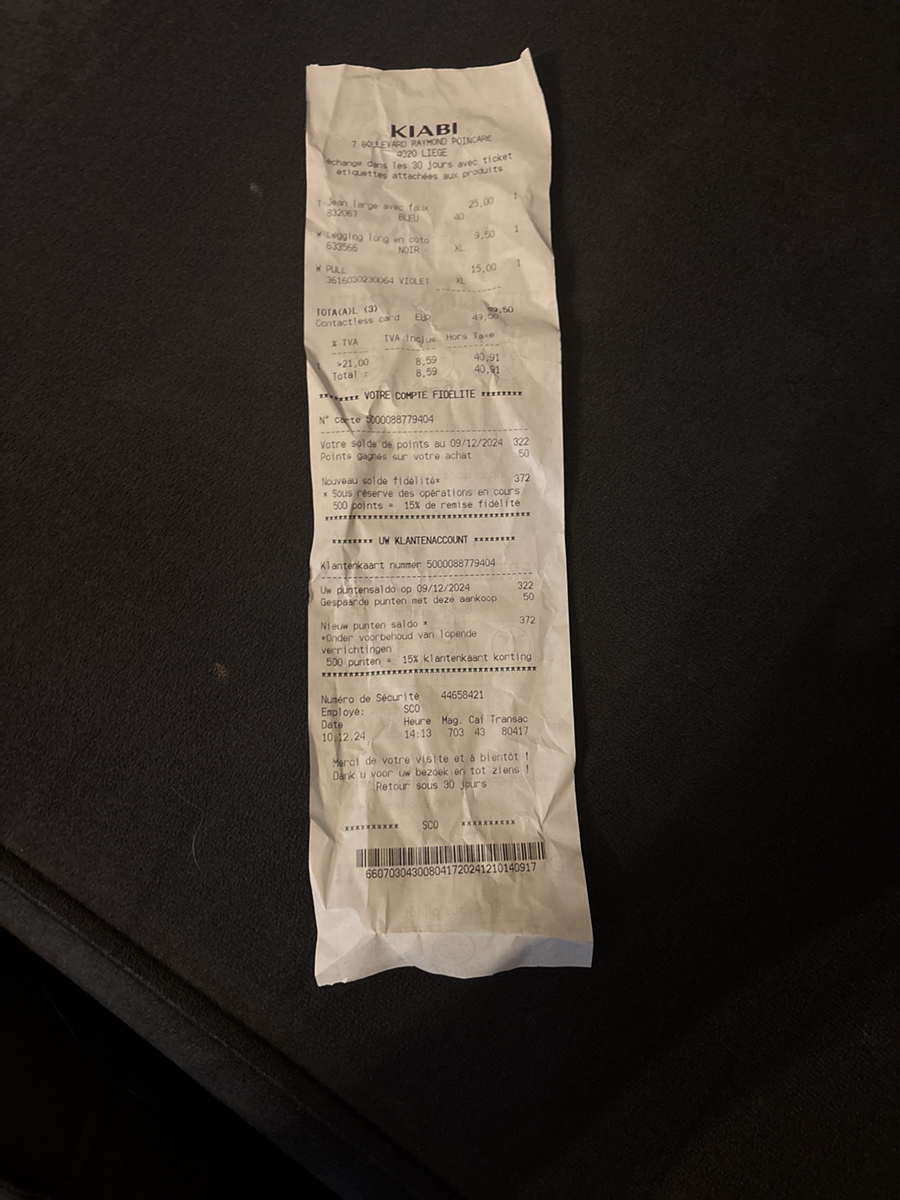 KIABI
7 BOULEVARD RAYMOND POINCARE
4020 LIEGE
échange dans les 30 jours avec ticket
etiquettes attachées aux produits
T Jean large avec faux 25,00 1
832067 BLEU 40
W Legging long en coto 9,50 1
633566 NOIR XL
W PULL 15,00 1
3616030230064 VIOLET XL
TOTA(A)L (3) 49,50
Contactless card EUR 49,50
% TVA TVA Inclus Hors Taxe
1 >21,00 8,59 40,91
Total : 8,59 40,91
******** VOTRE COMPTE FIDELITE ********
N° carte 5000088779404
Votre solde de points au 09/12/2024 322
Points gagnés sur votre achat 50
Nouveau solde fidélité* 372
* Sous réserve des opérations en cours
500 points = 15% de remise fidélité
****************************************
******** UW KLANTENACCOUNT ********
Klantenkaart nummer 5000088779404
Uw puntensaldo op 09/12/2024 322
Gespaarde punten met deze aankoop 50
Nieuw punten saldo * 372
*Onder voorbehoud van lopende
verrichtingen
500 punten = 15% klantenkaart korting
****************************************
Numéro de Sécurité 44658421
Employé: SCO
Date Heure Mag. Cai Transac
10.12.24 14:13 703 43 80417
Merci de votre visite et à bientôt !
Dank u voor uw bezoek en tot ziens !
Retour sous 30 jours
********** SCO **********
660703043008041720241210140917